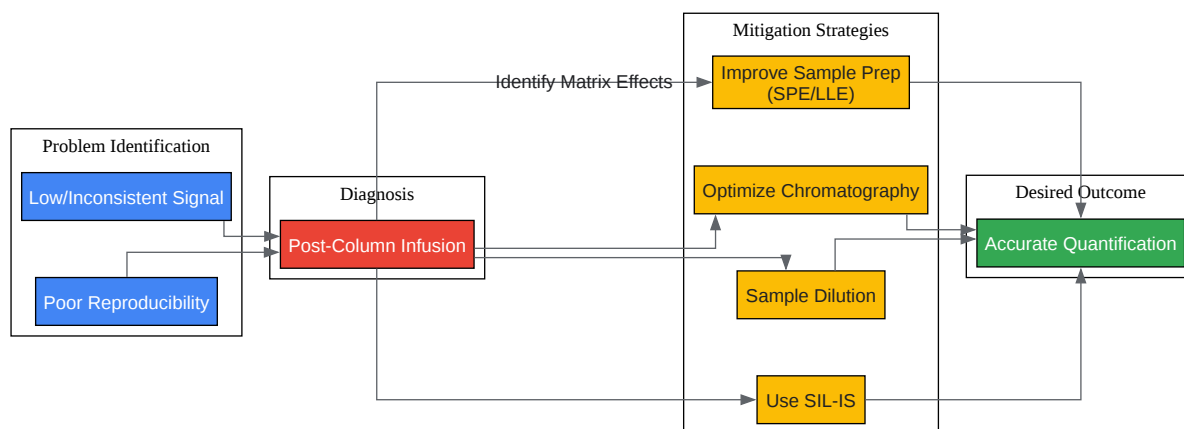 Mitigation Strategies
Identify Matrix Effects
Improve Sample Prep
(SPE/LLE)
Problem Identification
Low/Inconsistent Signal
Poor Reproducibility
Diagnosis
Post-Column Infusion
Optimize Chromatography
Sample Dilution
Use SIL-IS
Desired Outcome
Accurate Quantification